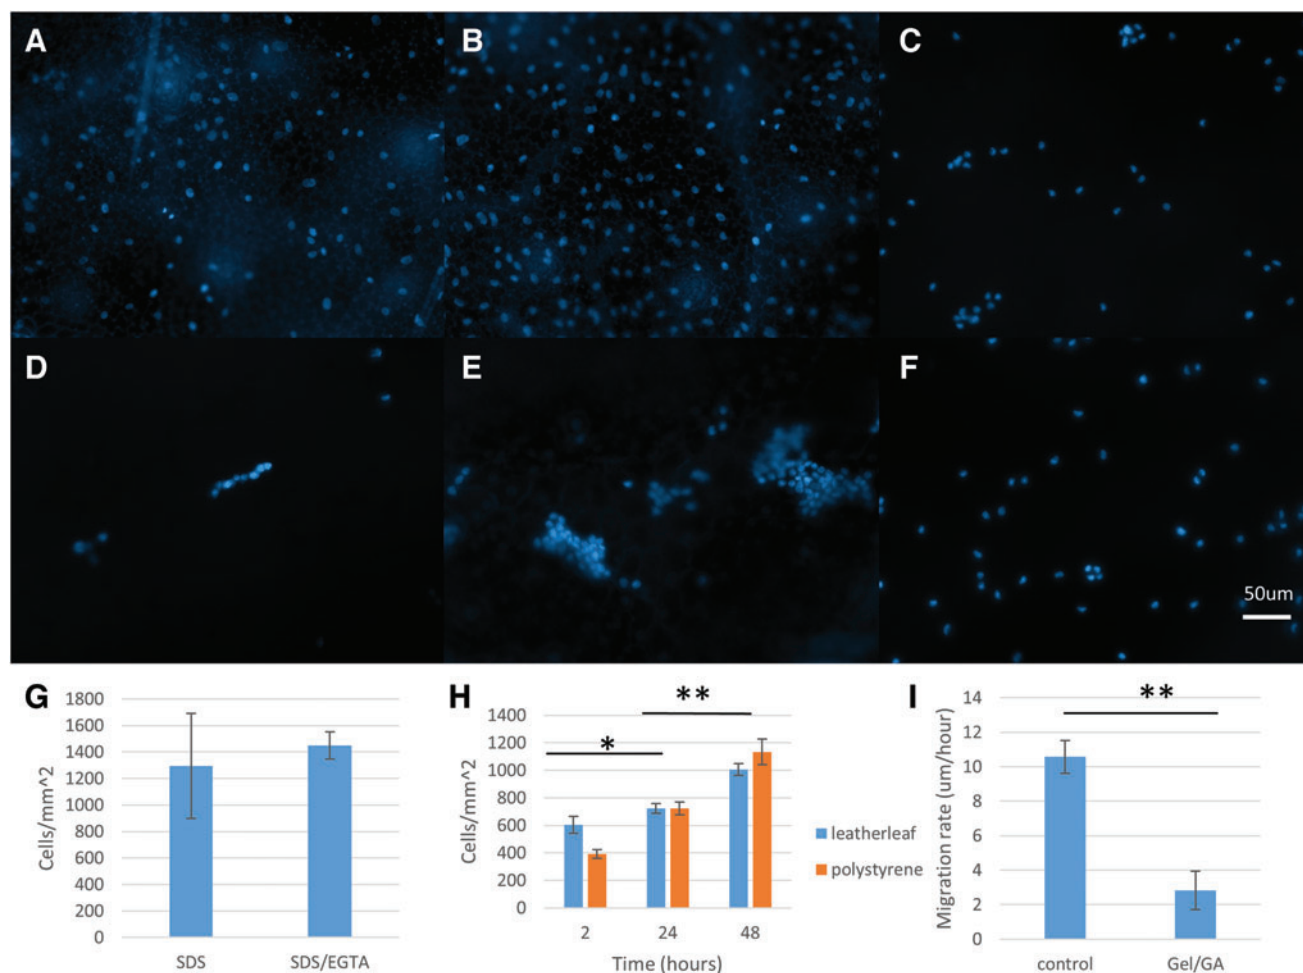 A
B
C
D
E
F
50um
G
1800
1600
1400
1200
1000
800
600
400
200
0
Cells/mm^2
SDS
SDS/EGTA
H
1400
1200
1000
800
600
400
200
0
Cells/mm^2
*
**
2
24
48
Time (hours)
leatherleaf
polystyrene
I
14
12
10
8
6
4
2
0
Migration rate (um/hour)
**
control
Gel/GA